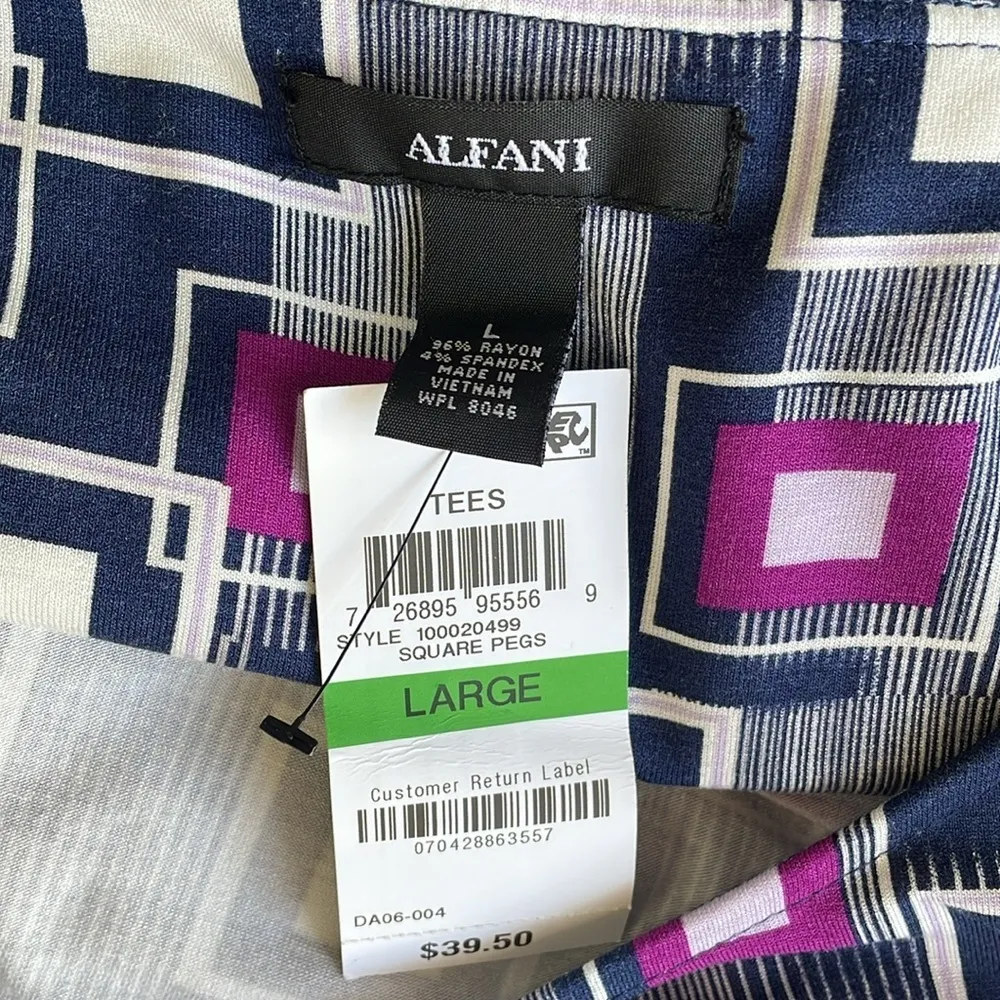 ALFANI
L
96% RAYON
4% SPANDEX
MADE IN
VIETNAM
WPL 8046
TM
TEES
7 26895 95556 9
STYLE 100020499
SQUARE PEGS
LARGE
Customer Return Label
070428863557
DA06-004
$39.50